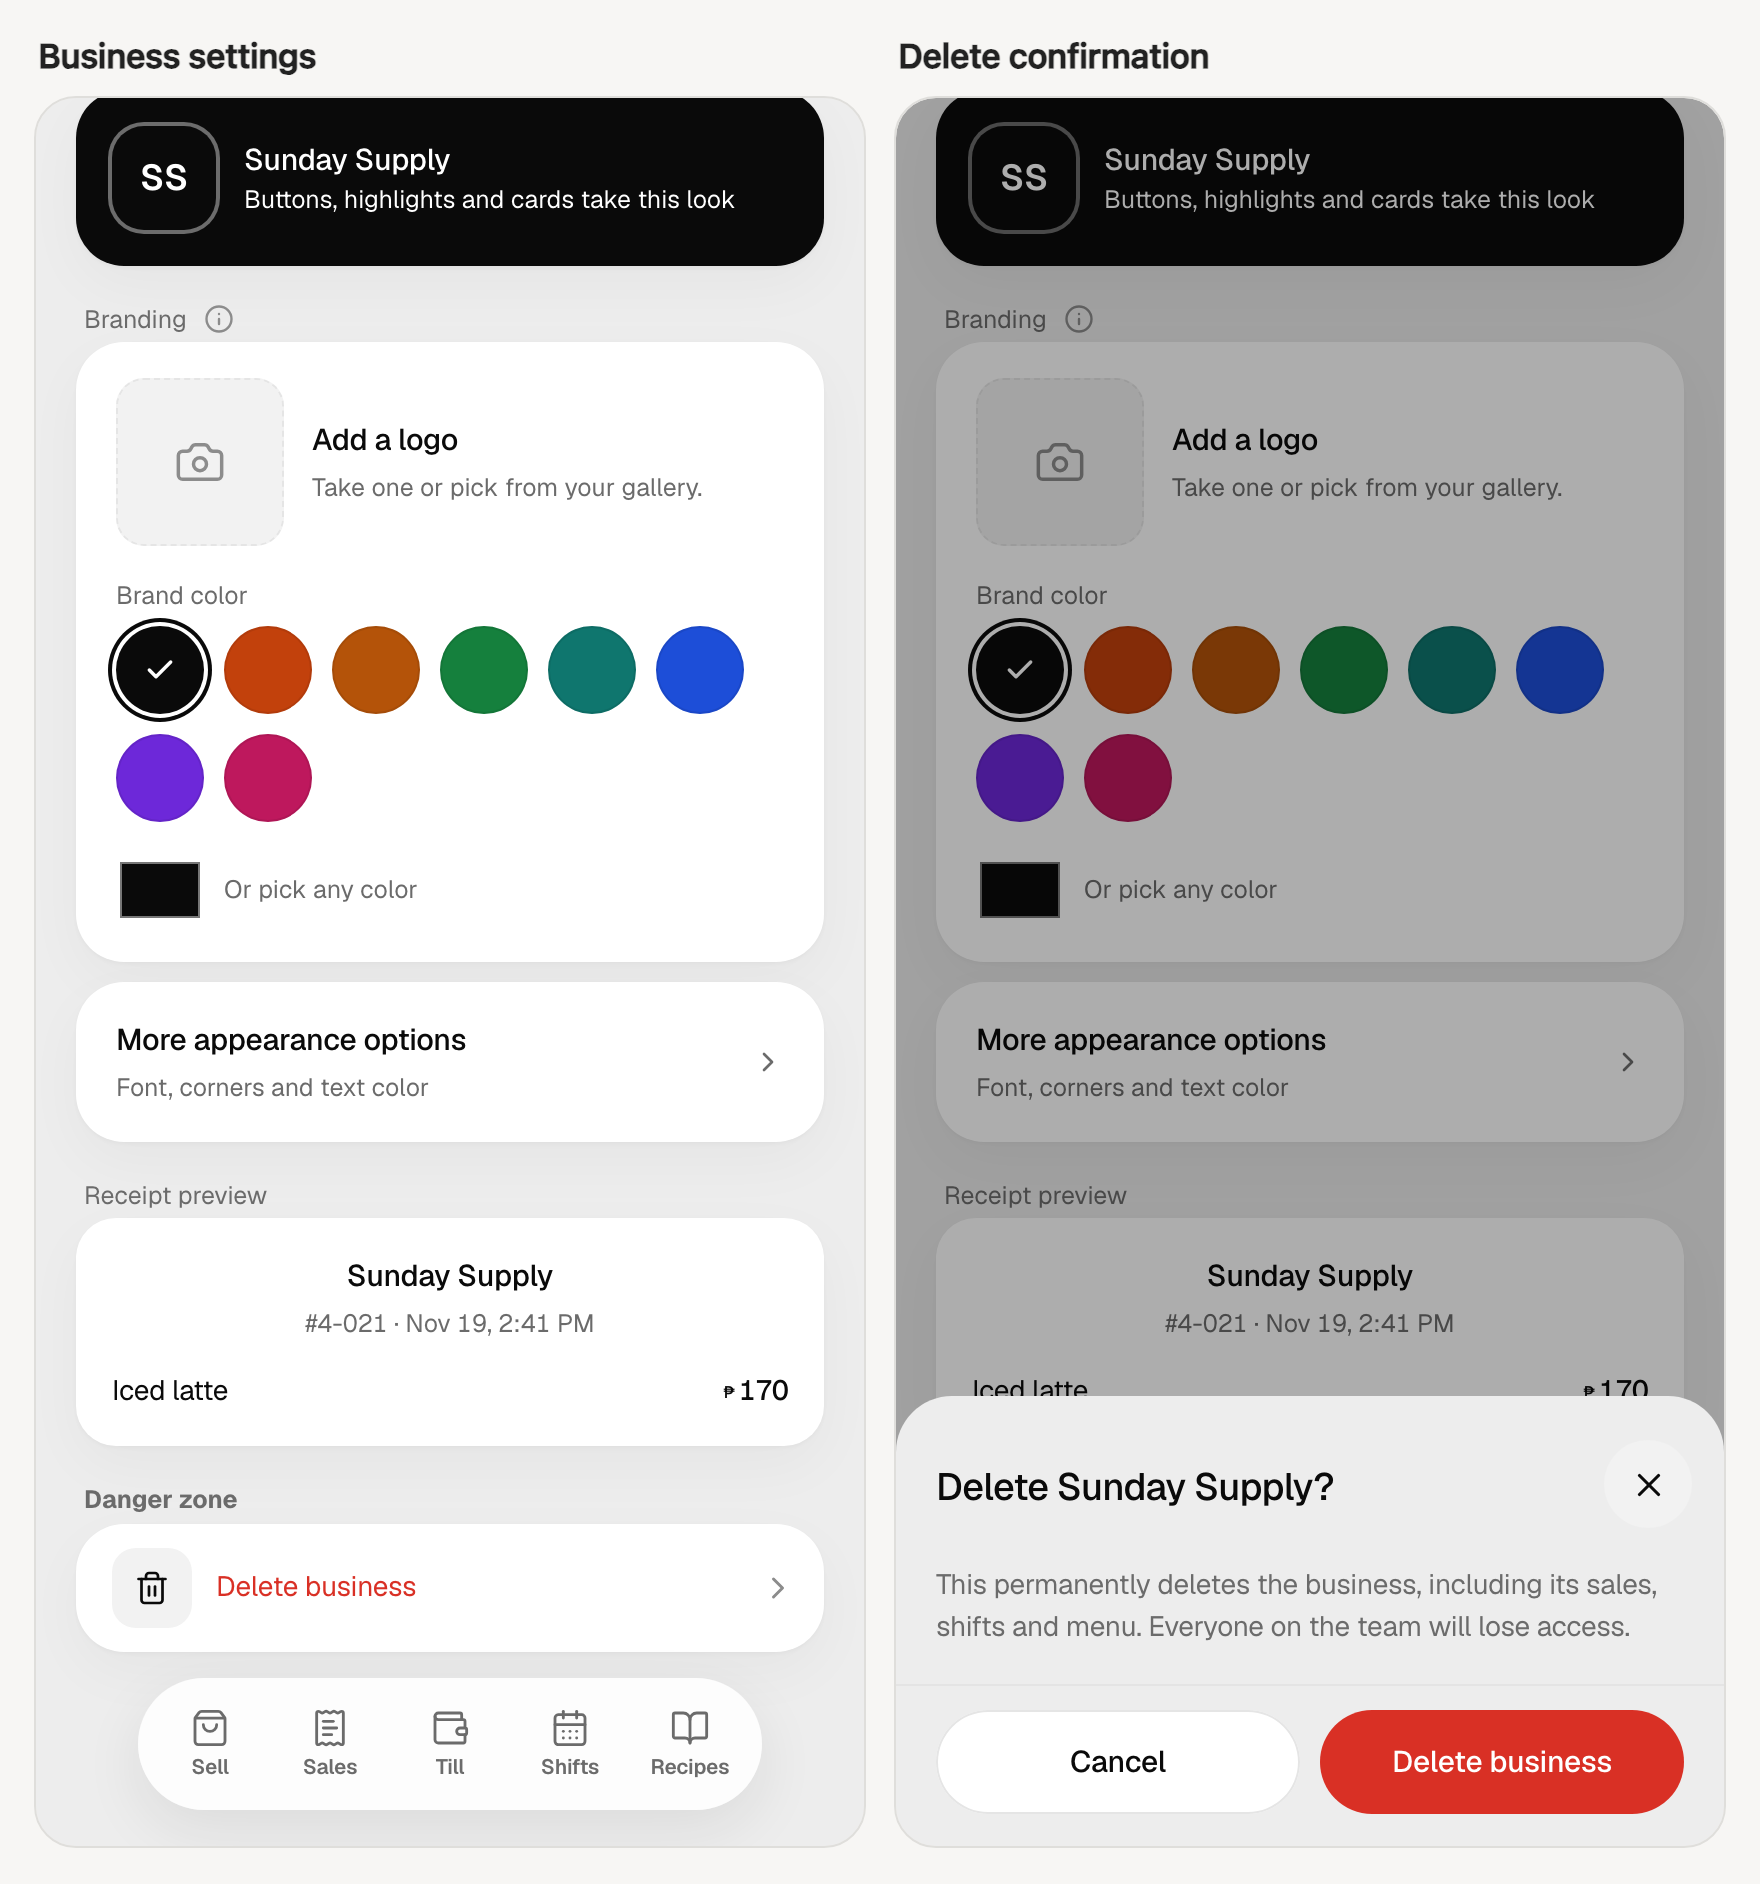 Business settings
SS
Sunday Supply
Buttons, highlights and cards take this look
Branding
Add a logo
Take one or pick from your gallery.
Brand color
Or pick any color
More appearance options
Font, corners and text color
Receipt preview
Sunday Supply
#4-021 · Nov 19, 2:41 PM
Iced latte ₱170
Danger zone
Delete business
Sell Sales Till Shifts Recipes
Delete confirmation
SS
Sunday Supply
Buttons, highlights and cards take this look
Branding
Add a logo
Take one or pick from your gallery.
Brand color
Or pick any color
More appearance options
Font, corners and text color
Receipt preview
Sunday Supply
#4-021 · Nov 19, 2:41 PM
Iced latte ₱170
Delete Sunday Supply?
This permanently deletes the business, including its sales,
shifts and menu. Everyone on the team will lose access.
Cancel Delete business